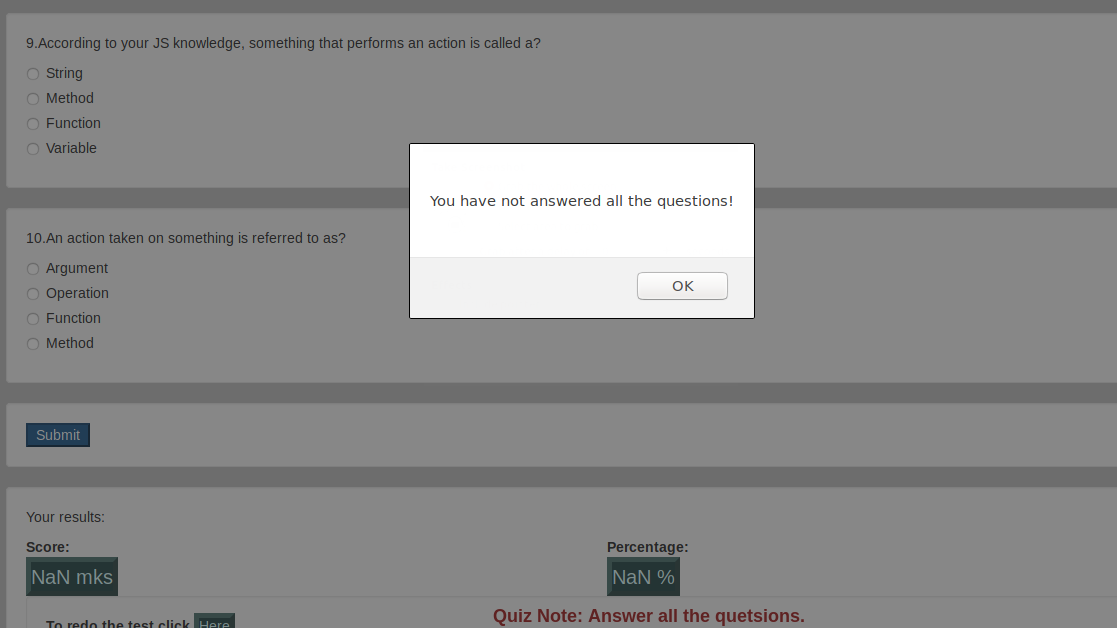 9.According to your JS knowledge, something that performs an action is called a?
String
Method
Function
Variable
You have not answered all the questions!
OK
10.An action taken on something is referred to as?
Argument
Operation
Function
Method
Submit
Your results:
Score:
Percentage:
NaN mks
NaN %
Quiz Note: Answer all the quetsions.
To redo the test click Here